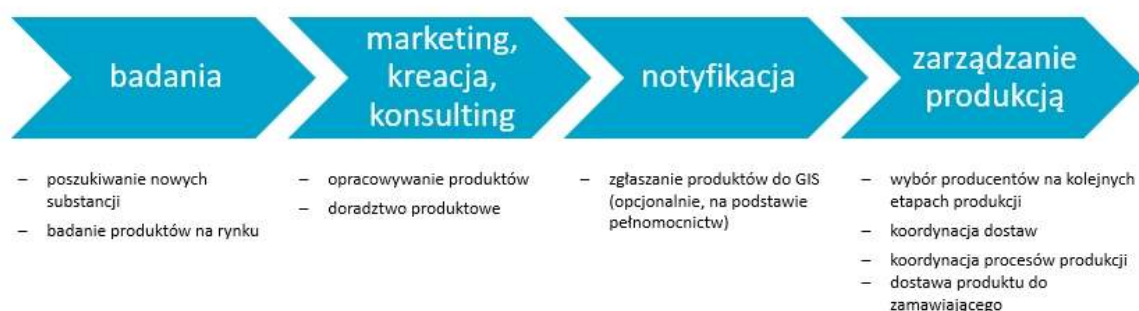 badania
marketing,
kreacja,
konsulting
notyfikacja
zarządzanie
produkcją
– poszukiwanie nowych
substancji
– badanie produktów na rynku
– opracowywanie produktów
– doradztwo produktowe
– zgłaszanie produktów do GIS
(opcjonalnie, na podstawie
pełnomocnictw)
– wybór producentów na kolejnych
etapach produkcji
– koordynacja dostaw
– koordynacja procesów produkcji
– dostawa produktu do
zamawiającego